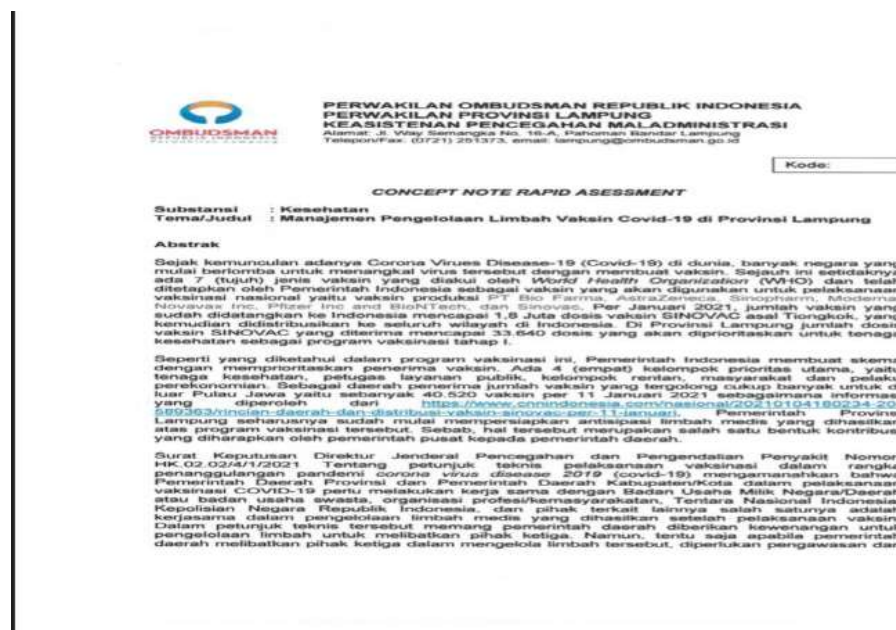 OMBUDSMAN
REPUBLIK INDONESIA
PERWAKILAN OMBUDSMAN REPUBLIK INDONESIA
PERWAKILAN PROVINSI LAMPUNG
KEASISTENAN PENCEGAHAN MALADMINISTRASI
Alamat: Jl. Way Semangka No. 16-A, Pahoman Bandar Lampung
Telepon/Fax. (0721) 251373, email: lampung@ombudsman.go.id
Kode:
CONCEPT NOTE RAPID ASESSMENT
Substansi : Kesehatan
Tema/Judul : Manajemen Pengelolaan Limbah Vaksin Covid-19 di Provinsi Lampung
Abstrak
Sejak kemunculan adanya Corona Virues Disease-19 (Covid-19) di dunia, banyak negara yang
mulai berlomba untuk menangkal virus tersebut dengan membuat vaksin. Sejauh ini setidakny
ada 7 (tujuh) jenis vaksin yang diakui oleh World Health Organization (WHO) dan telah
ditetapkan oleh Pemerintah Indonesia sebagai vaksin yang akan digunakan untuk pelaksanaan
vaksinasi nasional yaitu vaksin produksi PT Bio Farma, AstraZeneca, Sinopharm, Moderna
Novavax Inc, Pfizer Inc and BioNTech, dan Sinovac. Per Januari 2021, jumlah vaksin yang
sudah didatangkan ke Indonesia mencapai 1,8 Juta dosis vaksin SINOVAC asal Tiongkok, yang
kemudian didistribusikan ke seluruh wilayah di Indonesia. Di Provinsi Lampung jumlah dosi
vaksin SINOVAC yang diterima mencapai 33.640 dosis yang akan diprioritaskan untuk tenaga
kesehatan sebagai program vaksinasi tahap I.
Seperti yang diketahui dalam program vaksinasi ini, Pemerintah Indonesia membuat skema
dengan memprioritaskan penerima vaksin. Ada 4 (empat) kelompok prioritas utama, yaitu
tenaga kesehatan, petugas layanan publik, kelompok rentan, masyarakat dan pelaku
perekonomian. Sebagai daerah penerima jumlah vaksin yang tergolong cukup banyak untuk d
luar Pulau Jawa yaitu sebanyak 40.520 vaksin per 11 Januari 2021 sebagaimana informas
yang diperoleh dari https://www.cnnindonesia.com/nasional/20210104180234-20-
589363/rincian-daerah-dan-distribusi-vaksin-sinovac-per-11-januari, Pemerintah Provins
Lampung seharusnya sudah mulai mempersiapkan antisipasi limbah medis yang dihasilkan
atas program vaksinasi tersebut. Sebab, hal tersebut merupakan salah satu bentuk kontribus
yang diharapkan oleh pemerintah pusat kepada pemerintah daerah.
Surat Keputusan Direktur Jenderal Pencegahan dan Pengendalian Penyakit Nomor
HK.02.02/4/1/2021 Tentang petunjuk teknis pelaksanaan vaksinasi dalam rangka
penanggulangan pandemi corona virus disease 2019 (covid-19) mengamanahkan bahwa
Pemerintah Daerah Provinsi dan Pemerintah Daerah Kabupaten/Kota dalam pelaksanaan
vaksinasi COVID-19 perlu melakukan kerja sama dengan Badan Usaha Milik Negara/Daerah
atau badan usaha swasta, organisasi profesi/kemasyarakatan, Tentara Nasional Indonesia
Kepolisian Negara Republik Indonesia, dan pihak terkait lainnya salah satunya adalah
kerjasama dalam pengelolaan limbah medis yang dihasilkan setelah pelaksanaan vaksin.
Dalam petunjuk teknis tersebut memang pemerintah daerah diberikan kewenangan untuk
pengelolaan limbah untuk melibatkan pihak ketiga. Namun, tentu saja apabila pemerintah
daerah melibatkan pihak ketiga dalam mengelola limbah tersebut, diperlukan pengawasan dar